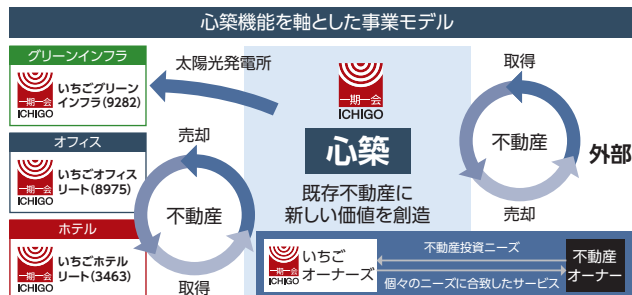 心築機能を軸とした事業モデル
グリーンインフラ
一期一会
ICHIGO
いちごグリーン
インフラ(9282)
オフィス
一期一会
ICHIGO
いちごオフィス
リート(8975)
ホテル
一期一会
ICHIGO
いちごホテル
リート(3463)
太陽光発電所
売却
不動産
取得
一期一会
ICHIGO
心築
既存不動産に
新しい価値を創造
取得
不動産
売却
外部
一期一会
ICHIGO
いちご
オーナーズ
不動産投資ニーズ
個々のニーズに合致したサービス
不動産
オーナー